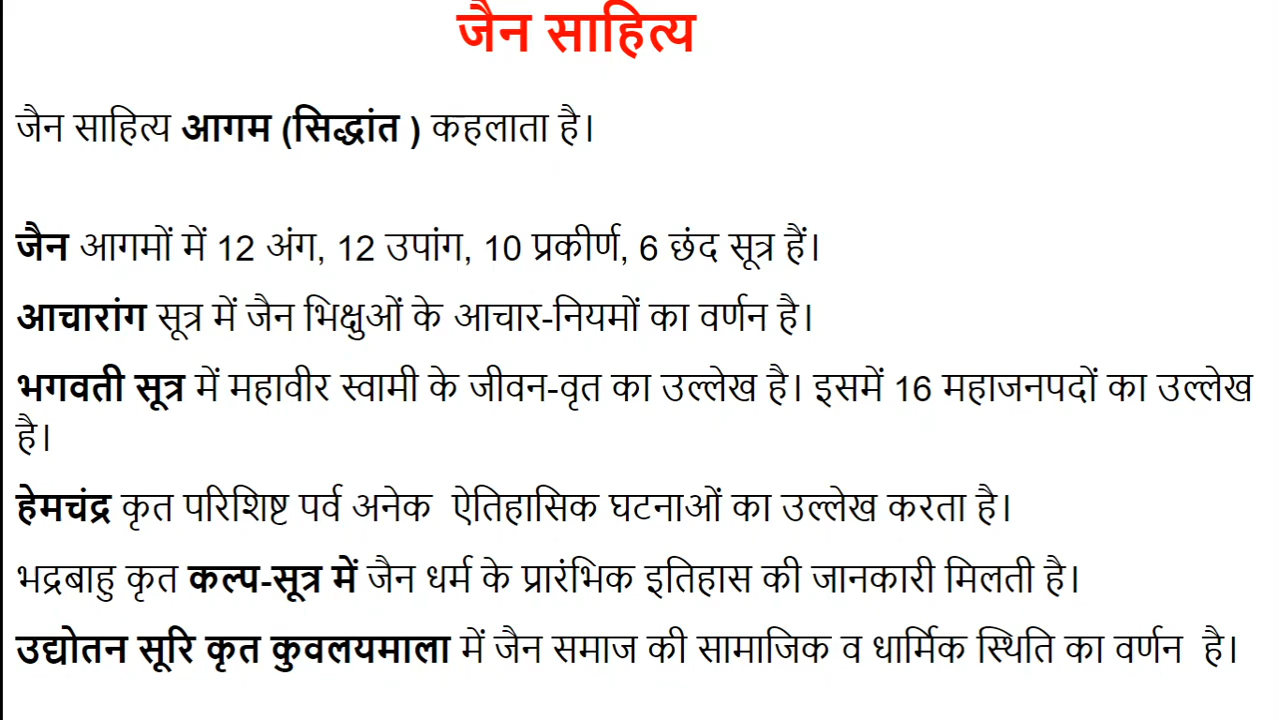 जैन साहित्य
जैन साहित्य आगम (सिद्धांत ) कहलाता है।
जैन आगमों में 12 अंग, 12 उपांग, 10 प्रकीर्ण, 6 छंद सूत्र हैं।
आचारांग सूत्र में जैन भिक्षुओं के आचार-नियमों का वर्णन है।
भगवती सूत्र में महावीर स्वामी के जीवन-वृत का उल्लेख है। इसमें 16 महाजनपदों का उल्लेख
है।
हेमचंद्र कृत परिशिष्ट पर्व अनेक ऐतिहासिक घटनाओं का उल्लेख करता है।
भद्रबाहु कृत कल्प-सूत्र में जैन धर्म के प्रारंभिक इतिहास की जानकारी मिलती है।
उद्योतन सूरि कृत कुवलयमाला में जैन समाज की सामाजिक व धार्मिक स्थिति का वर्णन है।